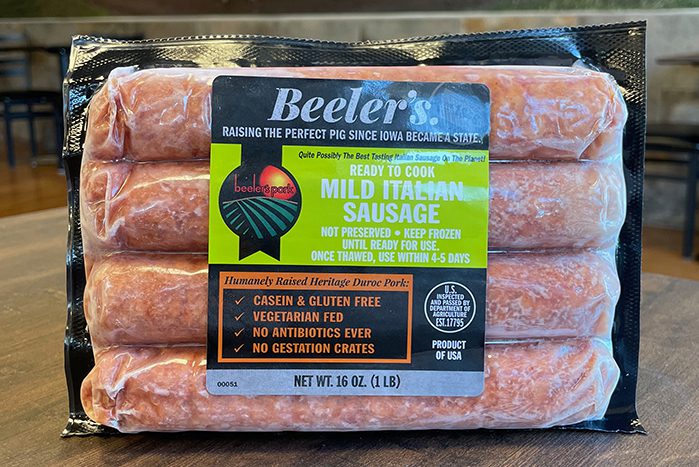 Beeler's.
RAISING THE PERFECT PIG SINCE IOWA BECAME A STATE.
Quite Possibly The Best Tasting Italian Sausage On The Planet!
beeler's pork
READY TO COOK
MILD ITALIAN
SAUSAGE
NOT PRESERVED • KEEP FROZEN
UNTIL READY FOR USE.
ONCE THAWED, USE WITHIN 4-5 DAYS
Humanely Raised Heritage Duroc Pork:
✓ CASEIN & GLUTEN FREE
✓ VEGETARIAN FED
✓ NO ANTIBIOTICS EVER
✓ NO GESTATION CRATES
U.S.
INSPECTED
AND PASSED BY
DEPARTMENT OF
AGRICULTURE
EST.17795
PRODUCT
OF USA
00051
NET WT. 16 OZ. (1 LB)